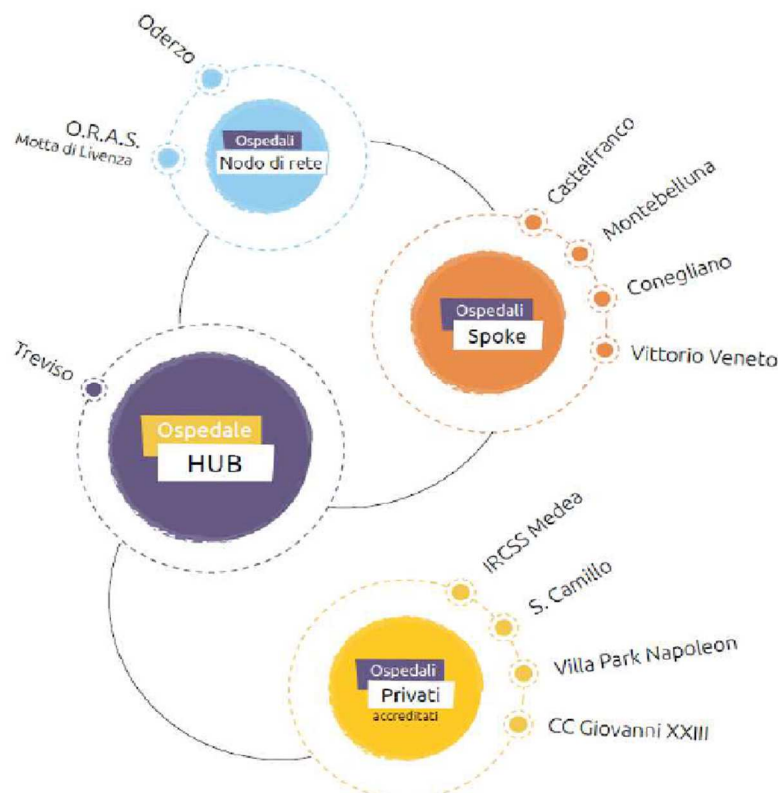 Oderzo
O.R.A.S.
Motta di Livenza
Ospedali
Nodo di rete
Castelfranco
Montebelluna
Conegliano
Vittorio Veneto
Ospedali
Spoke
Treviso
Ospedale
HUB
IRCSS Medea
S. Camillo
Villa Park Napoleon
CC Giovanni XXIII
Ospedali
Privati
accreditati